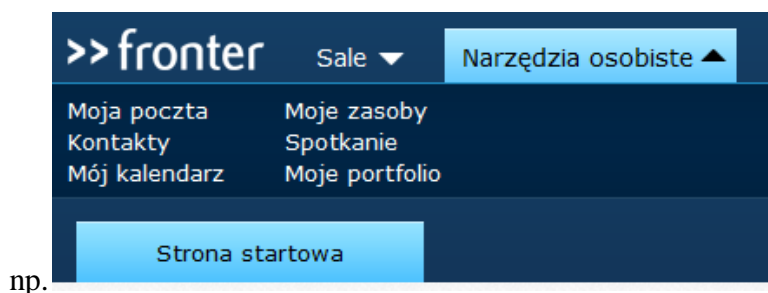 >> fronter Sale Narzędzia osobiste
Moja poczta Moje zasoby
Kontakty Spotkanie
Mój kalendarz Moje portfolio
Strona startowa
np.